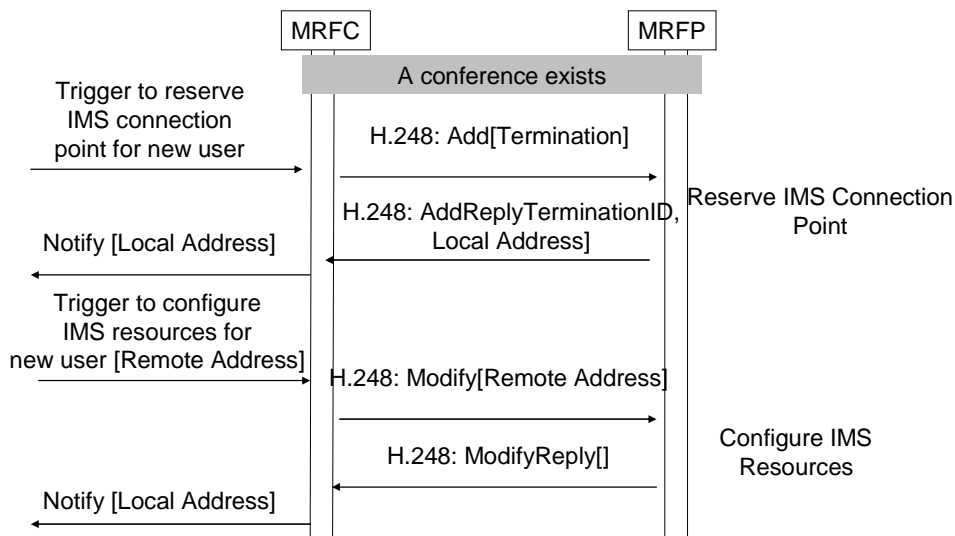 MRFC
MRFP
A conference exists
Trigger to reserve
IMS connection
point for new user
H.248: Add[Termination]
Reserve IMS Connection
Point
H.248: AddReplyTerminationID,
Local Address]
Notify [Local Address]
Trigger to configure
IMS resources for
new user [Remote Address]
H.248: Modify[Remote Address]
Configure IMS
Resources
H.248: ModifyReply[]
Notify [Local Address]